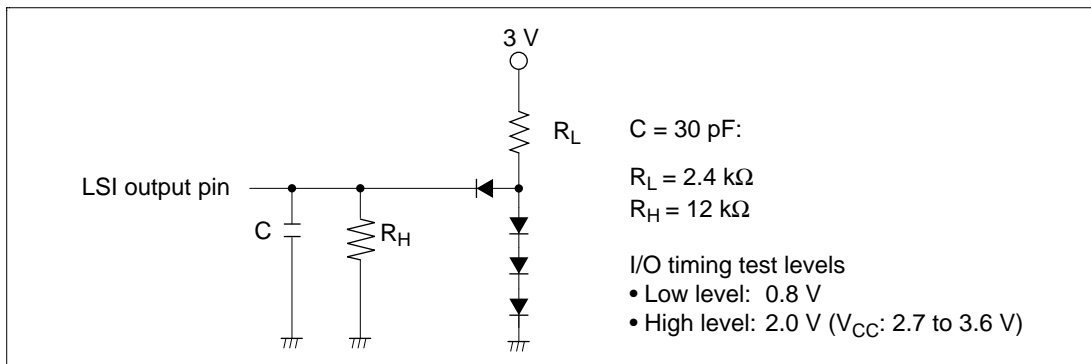 3 V
R_L
C = 30 pF:
R_L = 2.4 kΩ
R_H = 12 kΩ
LSI output pin
C
R_H
I/O timing test levels
• Low level: 0.8 V
• High level: 2.0 V (V_CC: 2.7 to 3.6 V)